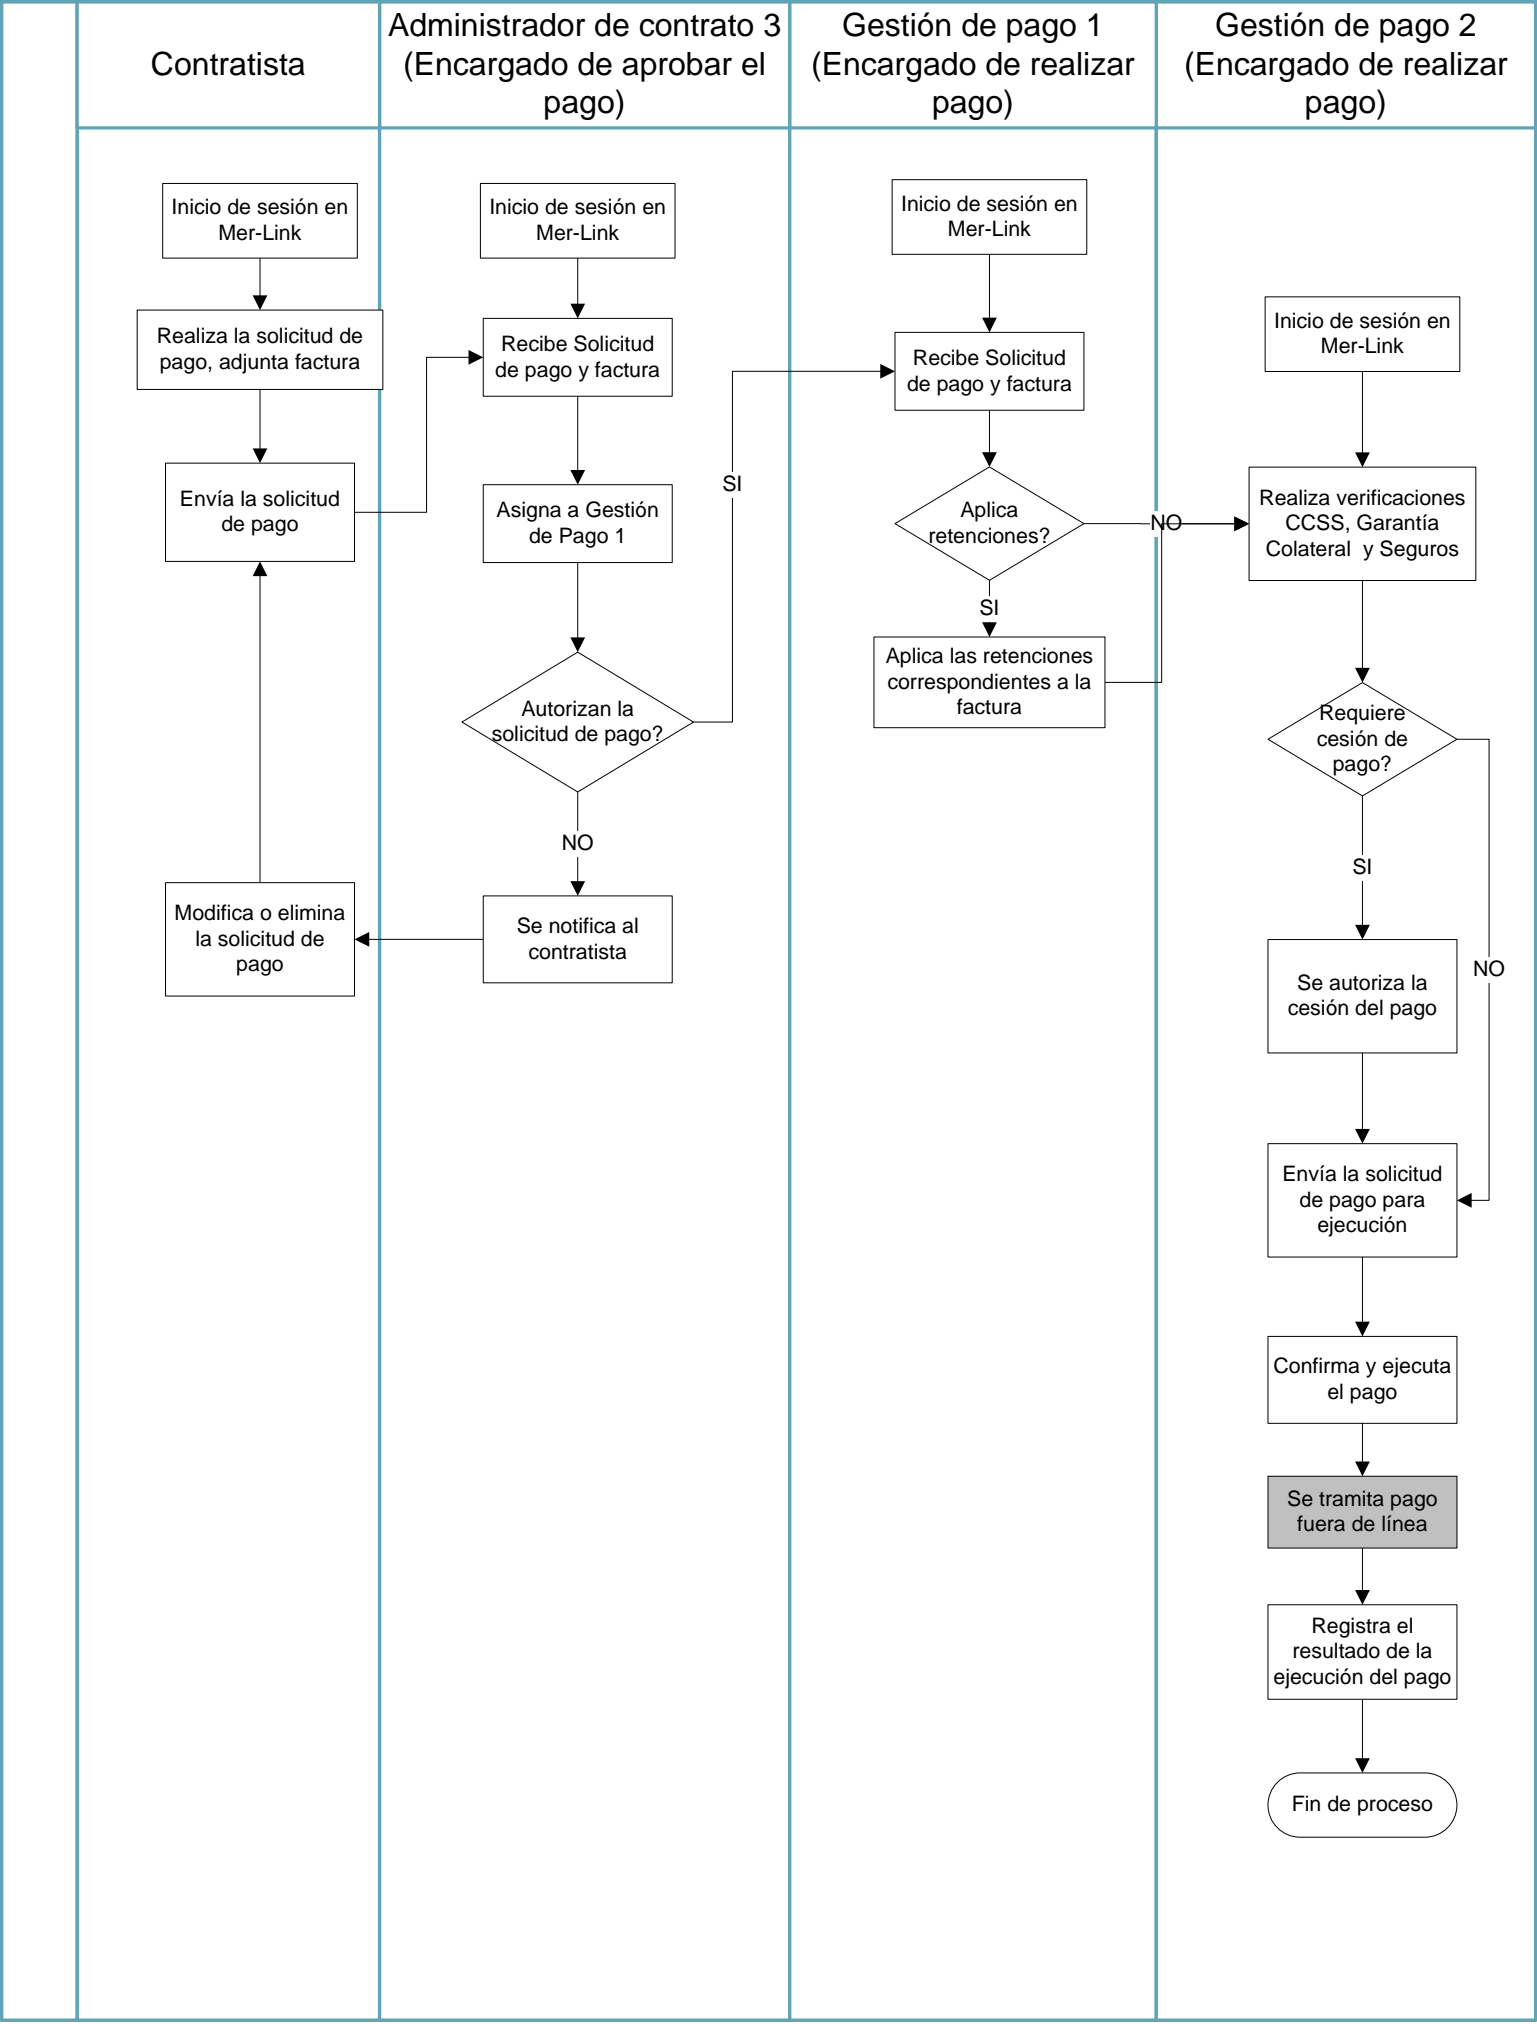 Contratista
Administrador de contrato 3
(Encargado de aprobar el
pago)
Gestión de pago 1
(Encargado de realizar
pago)
Gestión de pago 2
(Encargado de realizar
pago)
Inicio de sesión en
Mer-Link
Realiza la solicitud de
pago, adjunta factura
Envía la solicitud
de pago
Modifica o elimina
la solicitud de
pago
Inicio de sesión en
Mer-Link
Recibe Solicitud
de pago y factura
Asigna a Gestión
de Pago 1
Autorizan la
solicitud de pago?
SI
NO
Se notifica al
contratista
Inicio de sesión en
Mer-Link
Recibe Solicitud
de pago y factura
Aplica
retenciones?
NO
SI
Aplica las retenciones
correspondientes a la
factura
Inicio de sesión en
Mer-Link
Realiza verificaciones
CCSS, Garantía
Colateral y Seguros
Requiere
cesión de
pago?
SI
NO
Se autoriza la
cesión del pago
Envía la solicitud
de pago para
ejecución
Confirma y ejecuta
el pago
Se tramita pago
fuera de línea
Registra el
resultado de la
ejecución del pago
Fin de proceso